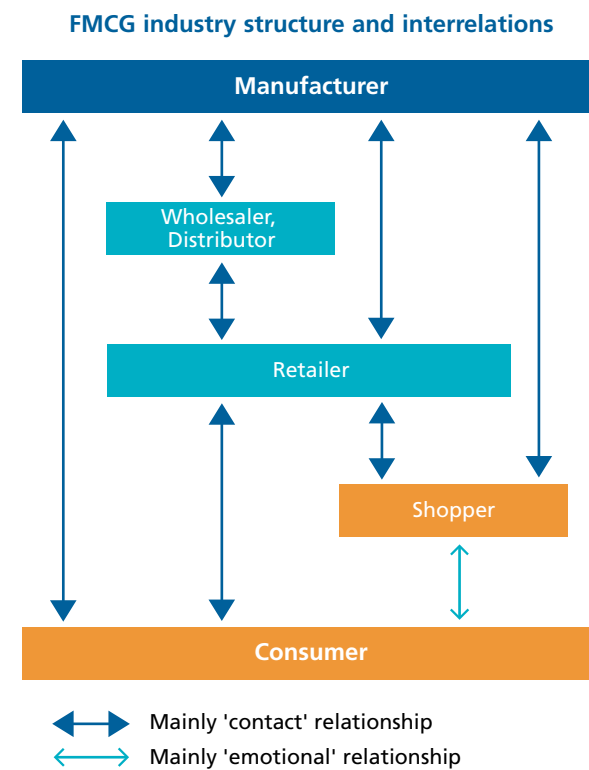 FMCG industry structure and interrelations
Manufacturer
Wholesaler,
Distributor
Retailer
Shopper
Consumer
Mainly 'contact' relationship
Mainly 'emotional' relationship